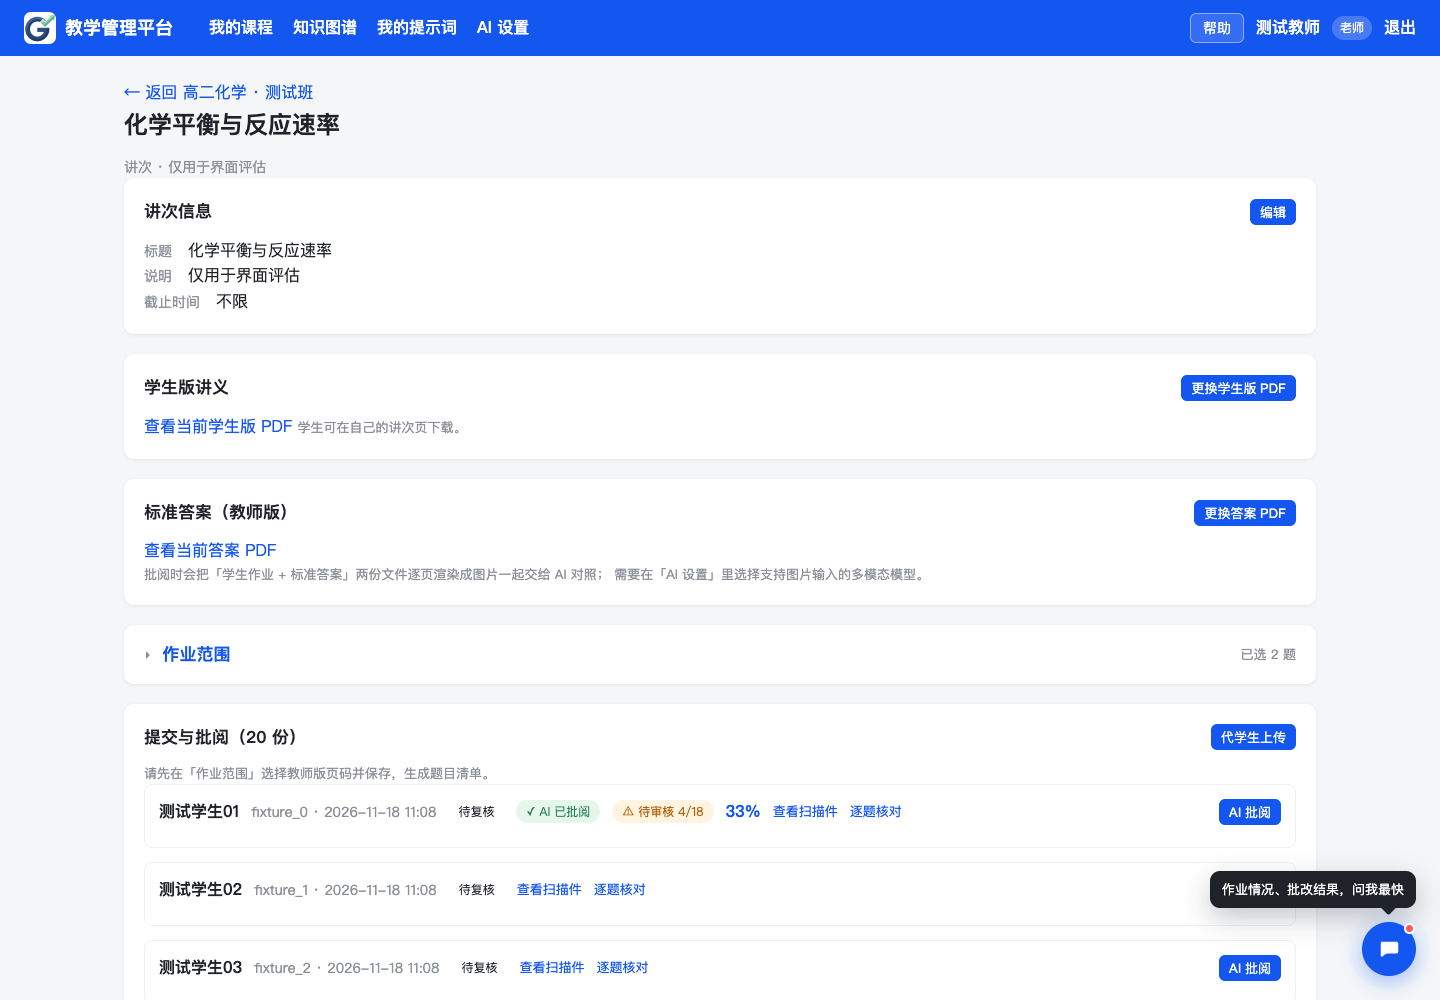 教学管理平台 我的课程 知识图谱 我的提示词 AI 设置 帮助 测试教师 老师 退出
← 返回 高二化学 · 测试班
化学平衡与反应速率
讲次 · 仅用于界面评估
讲次信息 编辑
标题 化学平衡与反应速率
说明 仅用于界面评估
截止时间 不限
学生版讲义 更换学生版 PDF
查看当前学生版 PDF 学生可在自己的讲次页下载。
标准答案（教师版） 更换答案 PDF
查看当前答案 PDF
批阅时会把「学生作业 + 标准答案」两份文件逐页渲染成图片一起交给 AI 对照； 需要在「AI 设置」里选择支持图片输入的多模态模型。
作业范围 已选 2 题
提交与批阅（20 份） 代学生上传
请先在「作业范围」选择教师版页码并保存，生成题目清单。
测试学生01 fixture_0 · 2026-11-18 11:08 待复核 ✓ AI 已批阅 ⚠ 待审核 4/18 33% 查看扫描件 逐题核对 AI 批阅
测试学生02 fixture_1 · 2026-11-18 11:08 待复核 查看扫描件 逐题核对
作业情况、批改结果，问我最快
测试学生03 fixture_2 · 2026-11-18 11:08 待复核 查看扫描件 逐题核对 AI 批阅